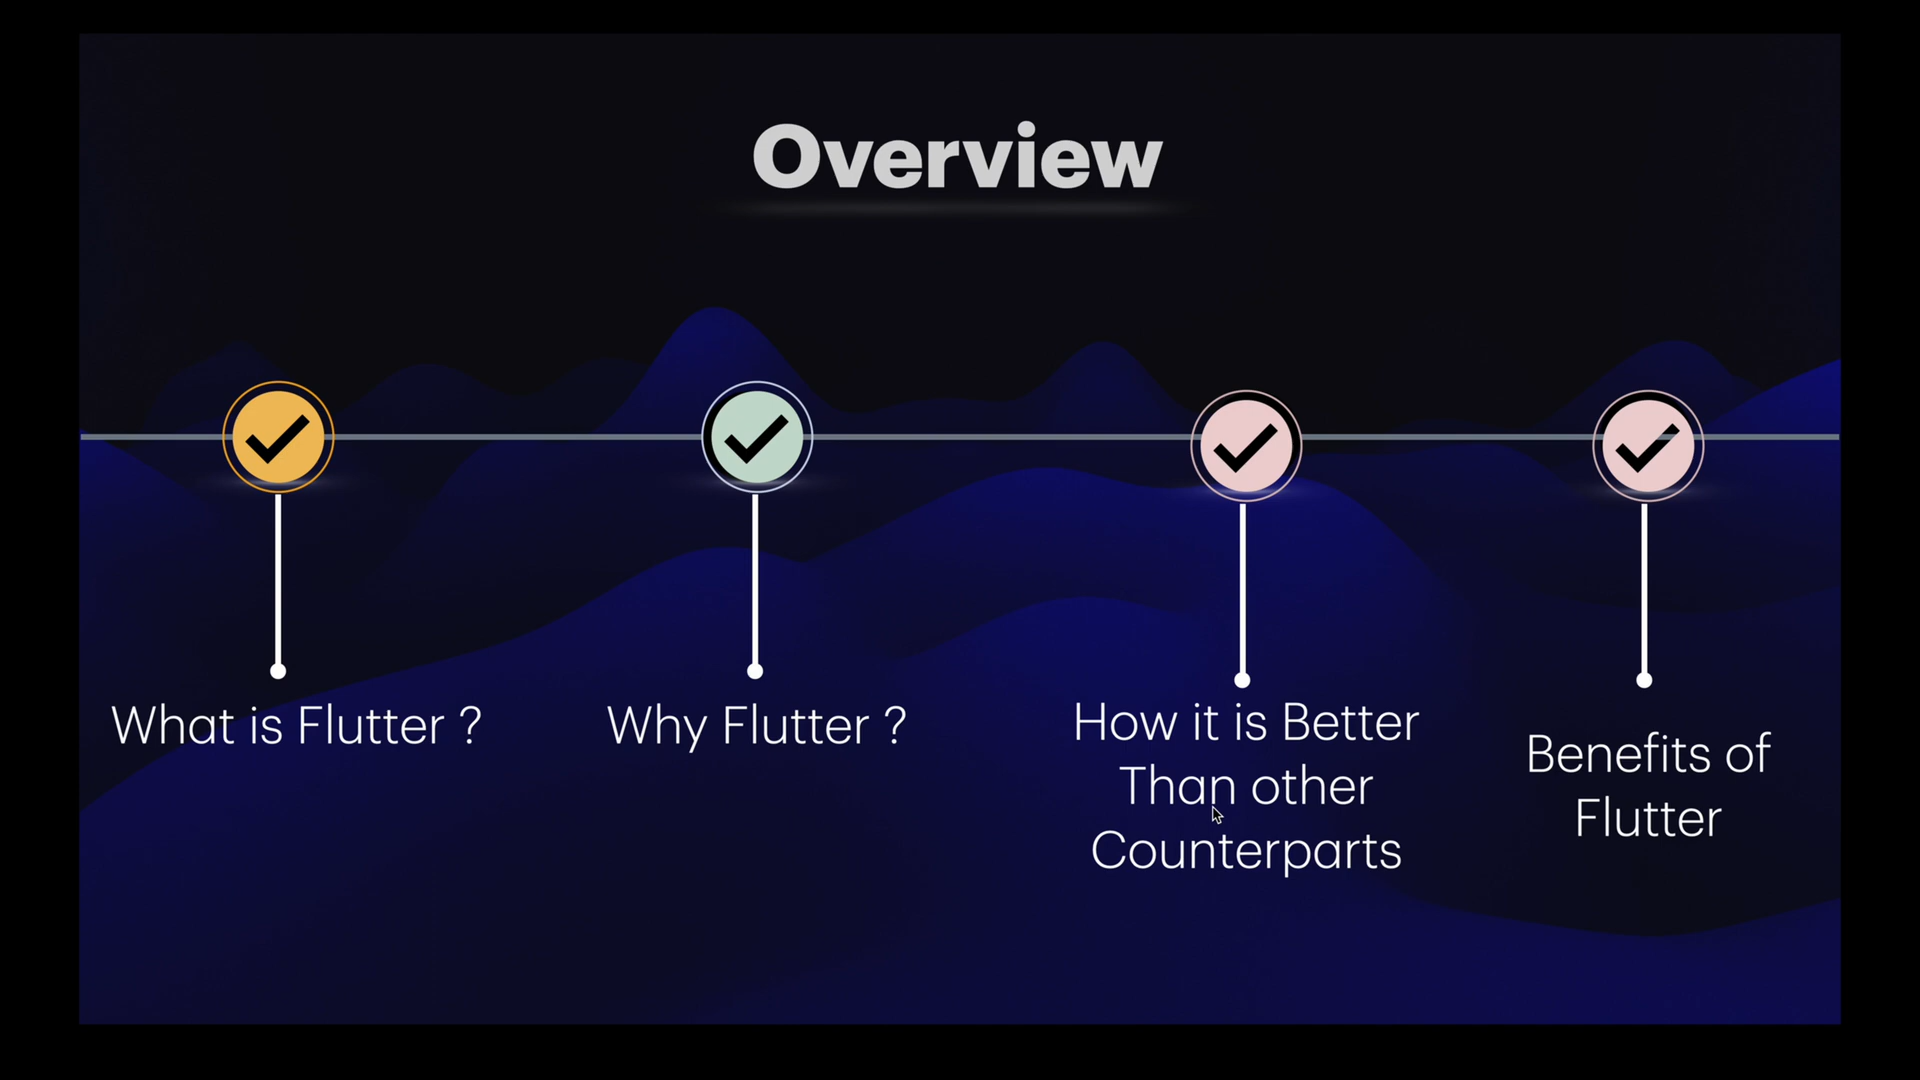 Overview
What is Flutter ?
Why Flutter ?
How it is Better
Than other
Counterparts
Benefits of
Flutter